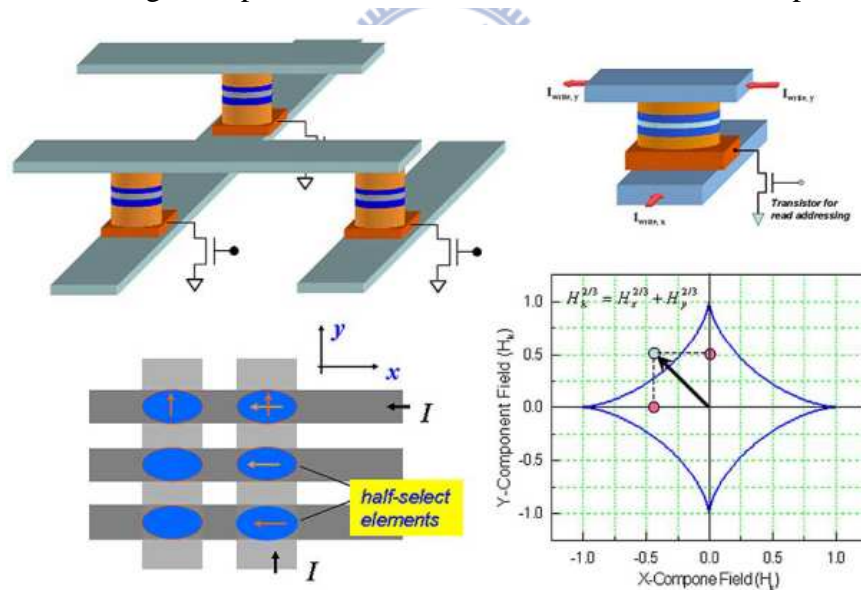 I_write, y
I_write, y
I_write, x
Transistor for
read addressing
y
x
I
half-select
elements
I
H_k^{2/3} = H_x^{2/3} + H_y^{2/3}
Y-Component Field (H_k)
1.0
0.5
0.0
-0.5
-1.0
-1.0 -0.5 0.0 0.5 1.0
X-Compone Field (H_k)